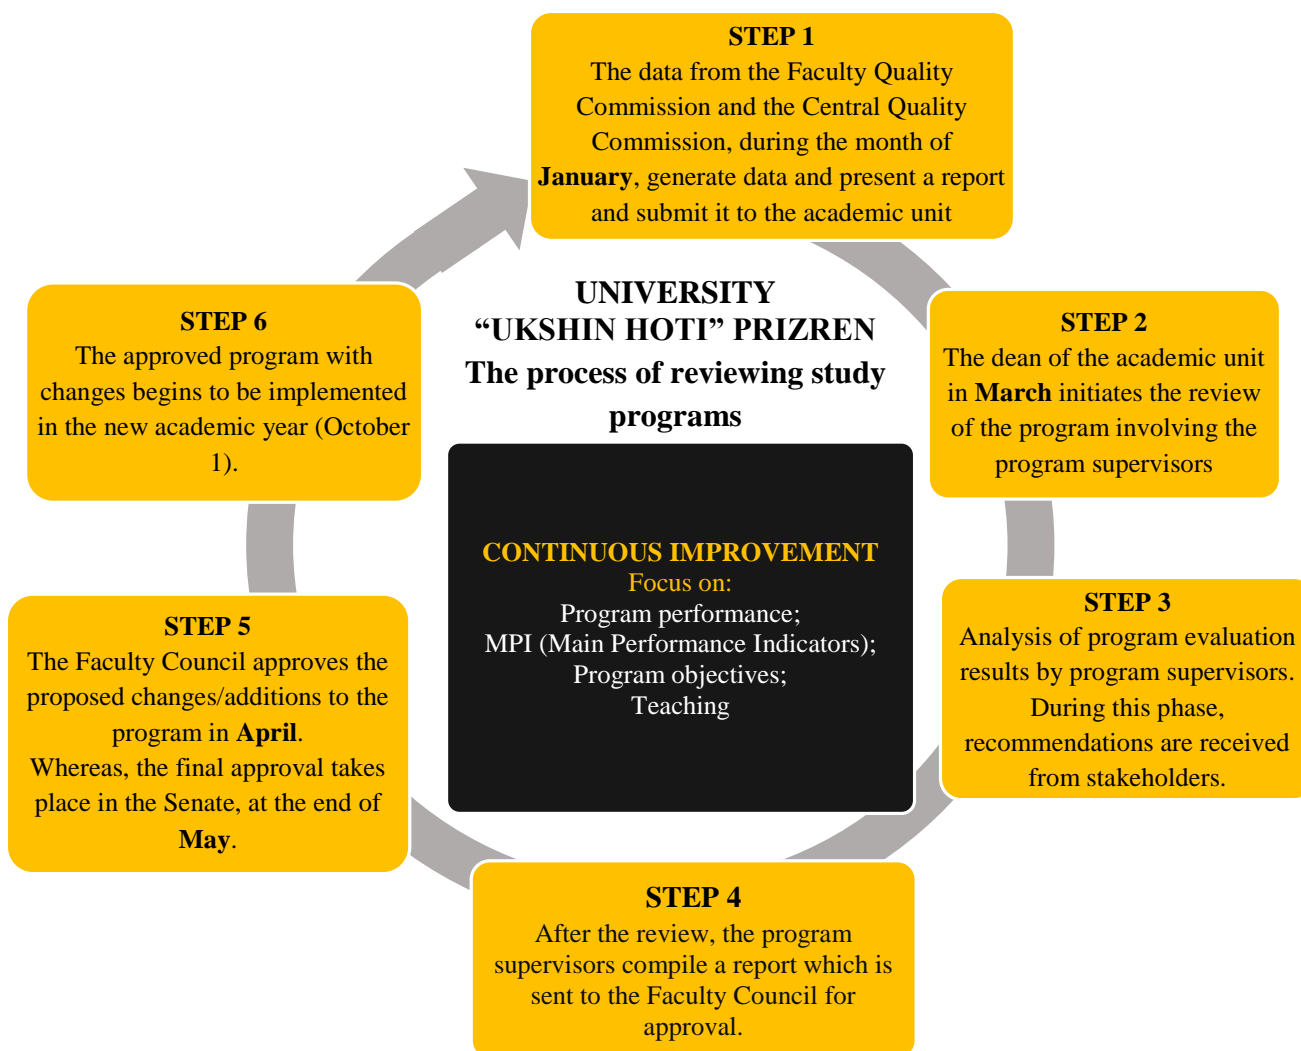 STEP 1
The data from the Faculty Quality
Commission and the Central Quality
Commission, during the month of
January, generate data and present a report
and submit it to the academic unit
UNIVERSITY
“UKSHIN HOTI” PRIZREN
The process of reviewing study
programs
STEP 2
The dean of the academic unit
in March initiates the review
of the program involving the
program supervisors
STEP 3
Analysis of program evaluation
results by program supervisors.
During this phase,
recommendations are received
from stakeholders.
STEP 4
After the review, the program
supervisors compile a report which is
sent to the Faculty Council for
approval.
STEP 5
The Faculty Council approves the
proposed changes/additions to the
program in April.
Whereas, the final approval takes
place in the Senate, at the end of
May.
STEP 6
The approved program with
changes begins to be implemented
in the new academic year (October
1).
CONTINUOUS IMPROVEMENT
Focus on:
Program performance;
MPI (Main Performance Indicators);
Program objectives;
Teaching